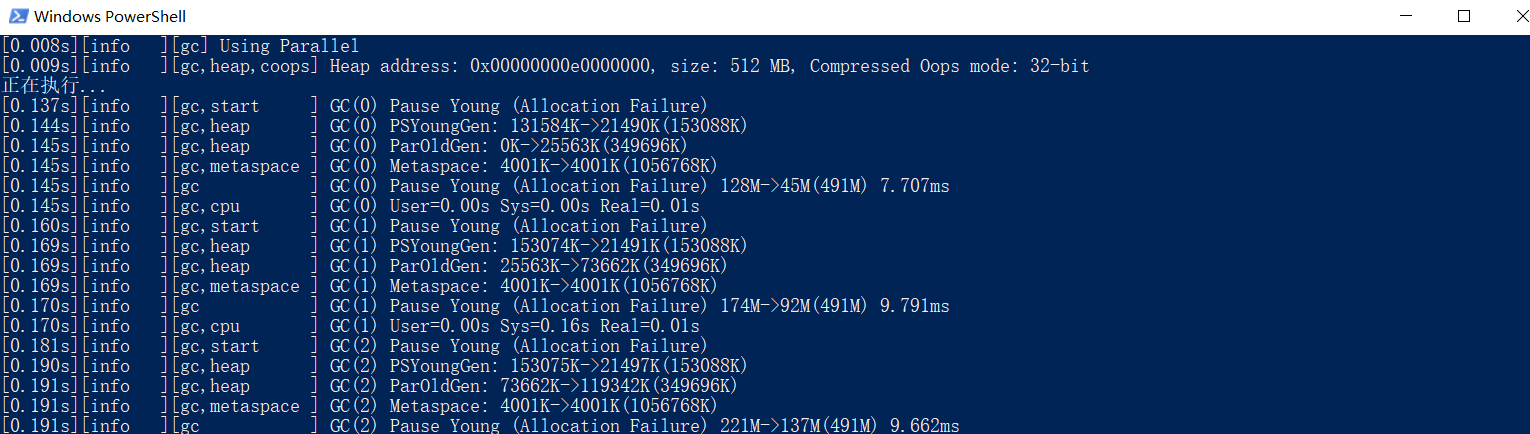 Windows PowerShell
[0.008s][info   ][gc] Using Parallel
[0.009s][info   ][gc,heap,coops] Heap address: 0x00000000e0000000, size: 512 MB, Compressed Oops mode: 32-bit
正在执行...
[0.137s][info   ][gc,start     ] GC(0) Pause Young (Allocation Failure)
[0.144s][info   ][gc,heap      ] GC(0) PSYoungGen: 131584K->21490K(153088K)
[0.145s][info   ][gc,heap      ] GC(0) ParOldGen: 0K->25563K(349696K)
[0.145s][info   ][gc,metaspace ] GC(0) Metaspace: 4001K->4001K(1056768K)
[0.145s][info   ][gc           ] GC(0) Pause Young (Allocation Failure) 128M->45M(491M) 7.707ms
[0.145s][info   ][gc,cpu       ] GC(0) User=0.00s Sys=0.00s Real=0.01s
[0.160s][info   ][gc,start     ] GC(1) Pause Young (Allocation Failure)
[0.169s][info   ][gc,heap      ] GC(1) PSYoungGen: 153074K->21491K(153088K)
[0.169s][info   ][gc,heap      ] GC(1) ParOldGen: 25563K->73662K(349696K)
[0.169s][info   ][gc,metaspace ] GC(1) Metaspace: 4001K->4001K(1056768K)
[0.170s][info   ][gc           ] GC(1) Pause Young (Allocation Failure) 174M->92M(491M) 9.791ms
[0.170s][info   ][gc,cpu       ] GC(1) User=0.00s Sys=0.16s Real=0.01s
[0.181s][info   ][gc,start     ] GC(2) Pause Young (Allocation Failure)
[0.190s][info   ][gc,heap      ] GC(2) PSYoungGen: 153075K->21497K(153088K)
[0.191s][info   ][gc,heap      ] GC(2) ParOldGen: 73662K->119342K(349696K)
[0.191s][info   ][gc,metaspace ] GC(2) Metaspace: 4001K->4001K(1056768K)
[0.191s][info   ][gc           ] GC(2) Pause Young (Allocation Failure) 221M->137M(491M) 9.662ms